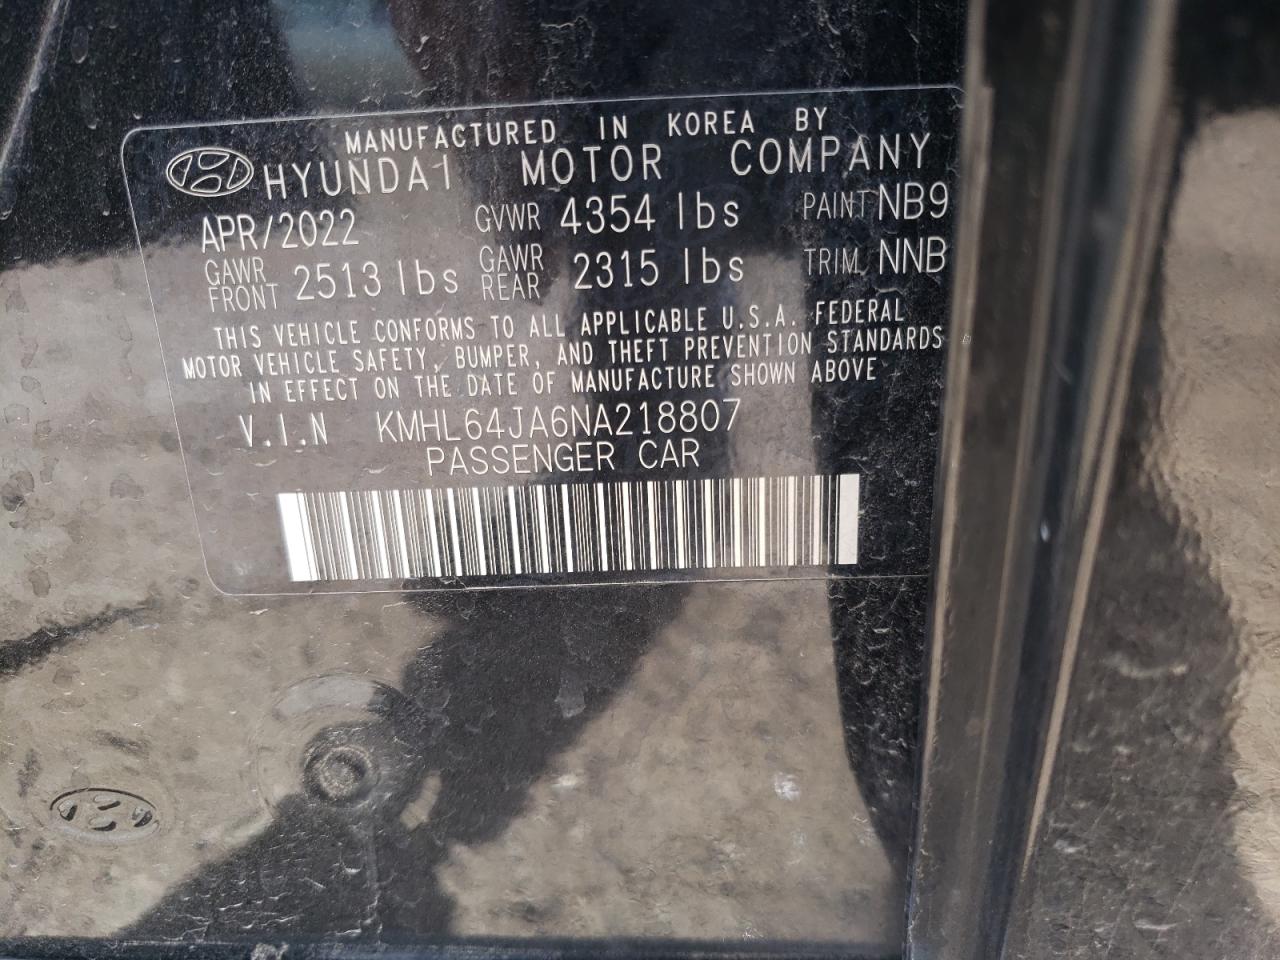 MANUFACTURED IN KOREA BY
HYUNDAI MOTOR COMPANY
APR/2022 GVWR 4354 lbs PAINT NB9
GAWR FRONT 2513 lbs GAWR REAR 2315 lbs TRIM NNB
THIS VEHICLE CONFORMS TO ALL APPLICABLE U.S.A. FEDERAL
MOTOR VEHICLE SAFETY, BUMPER, AND THEFT PREVENTION STANDARDS
IN EFFECT ON THE DATE OF MANUFACTURE SHOWN ABOVE
V.I.N KMHL64JA6NA218807
PASSENGER CAR